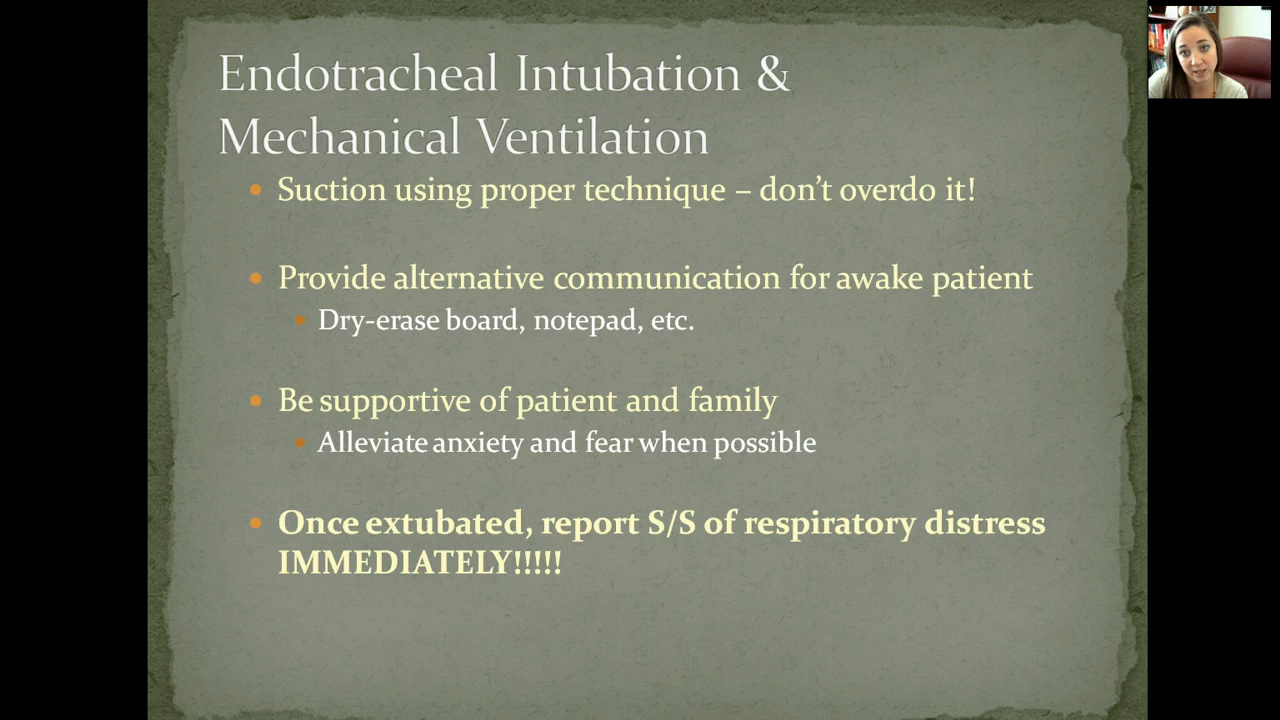 Endotracheal Intubation &
Mechanical Ventilation
• Suction using proper technique – don’t overdo it!
• Provide alternative communication for awake patient
• Dry-erase board, notepad, etc.
• Be supportive of patient and family
• Alleviate anxiety and fear when possible
• Once extubated, report S/S of respiratory distress
IMMEDIATELY!!!!!